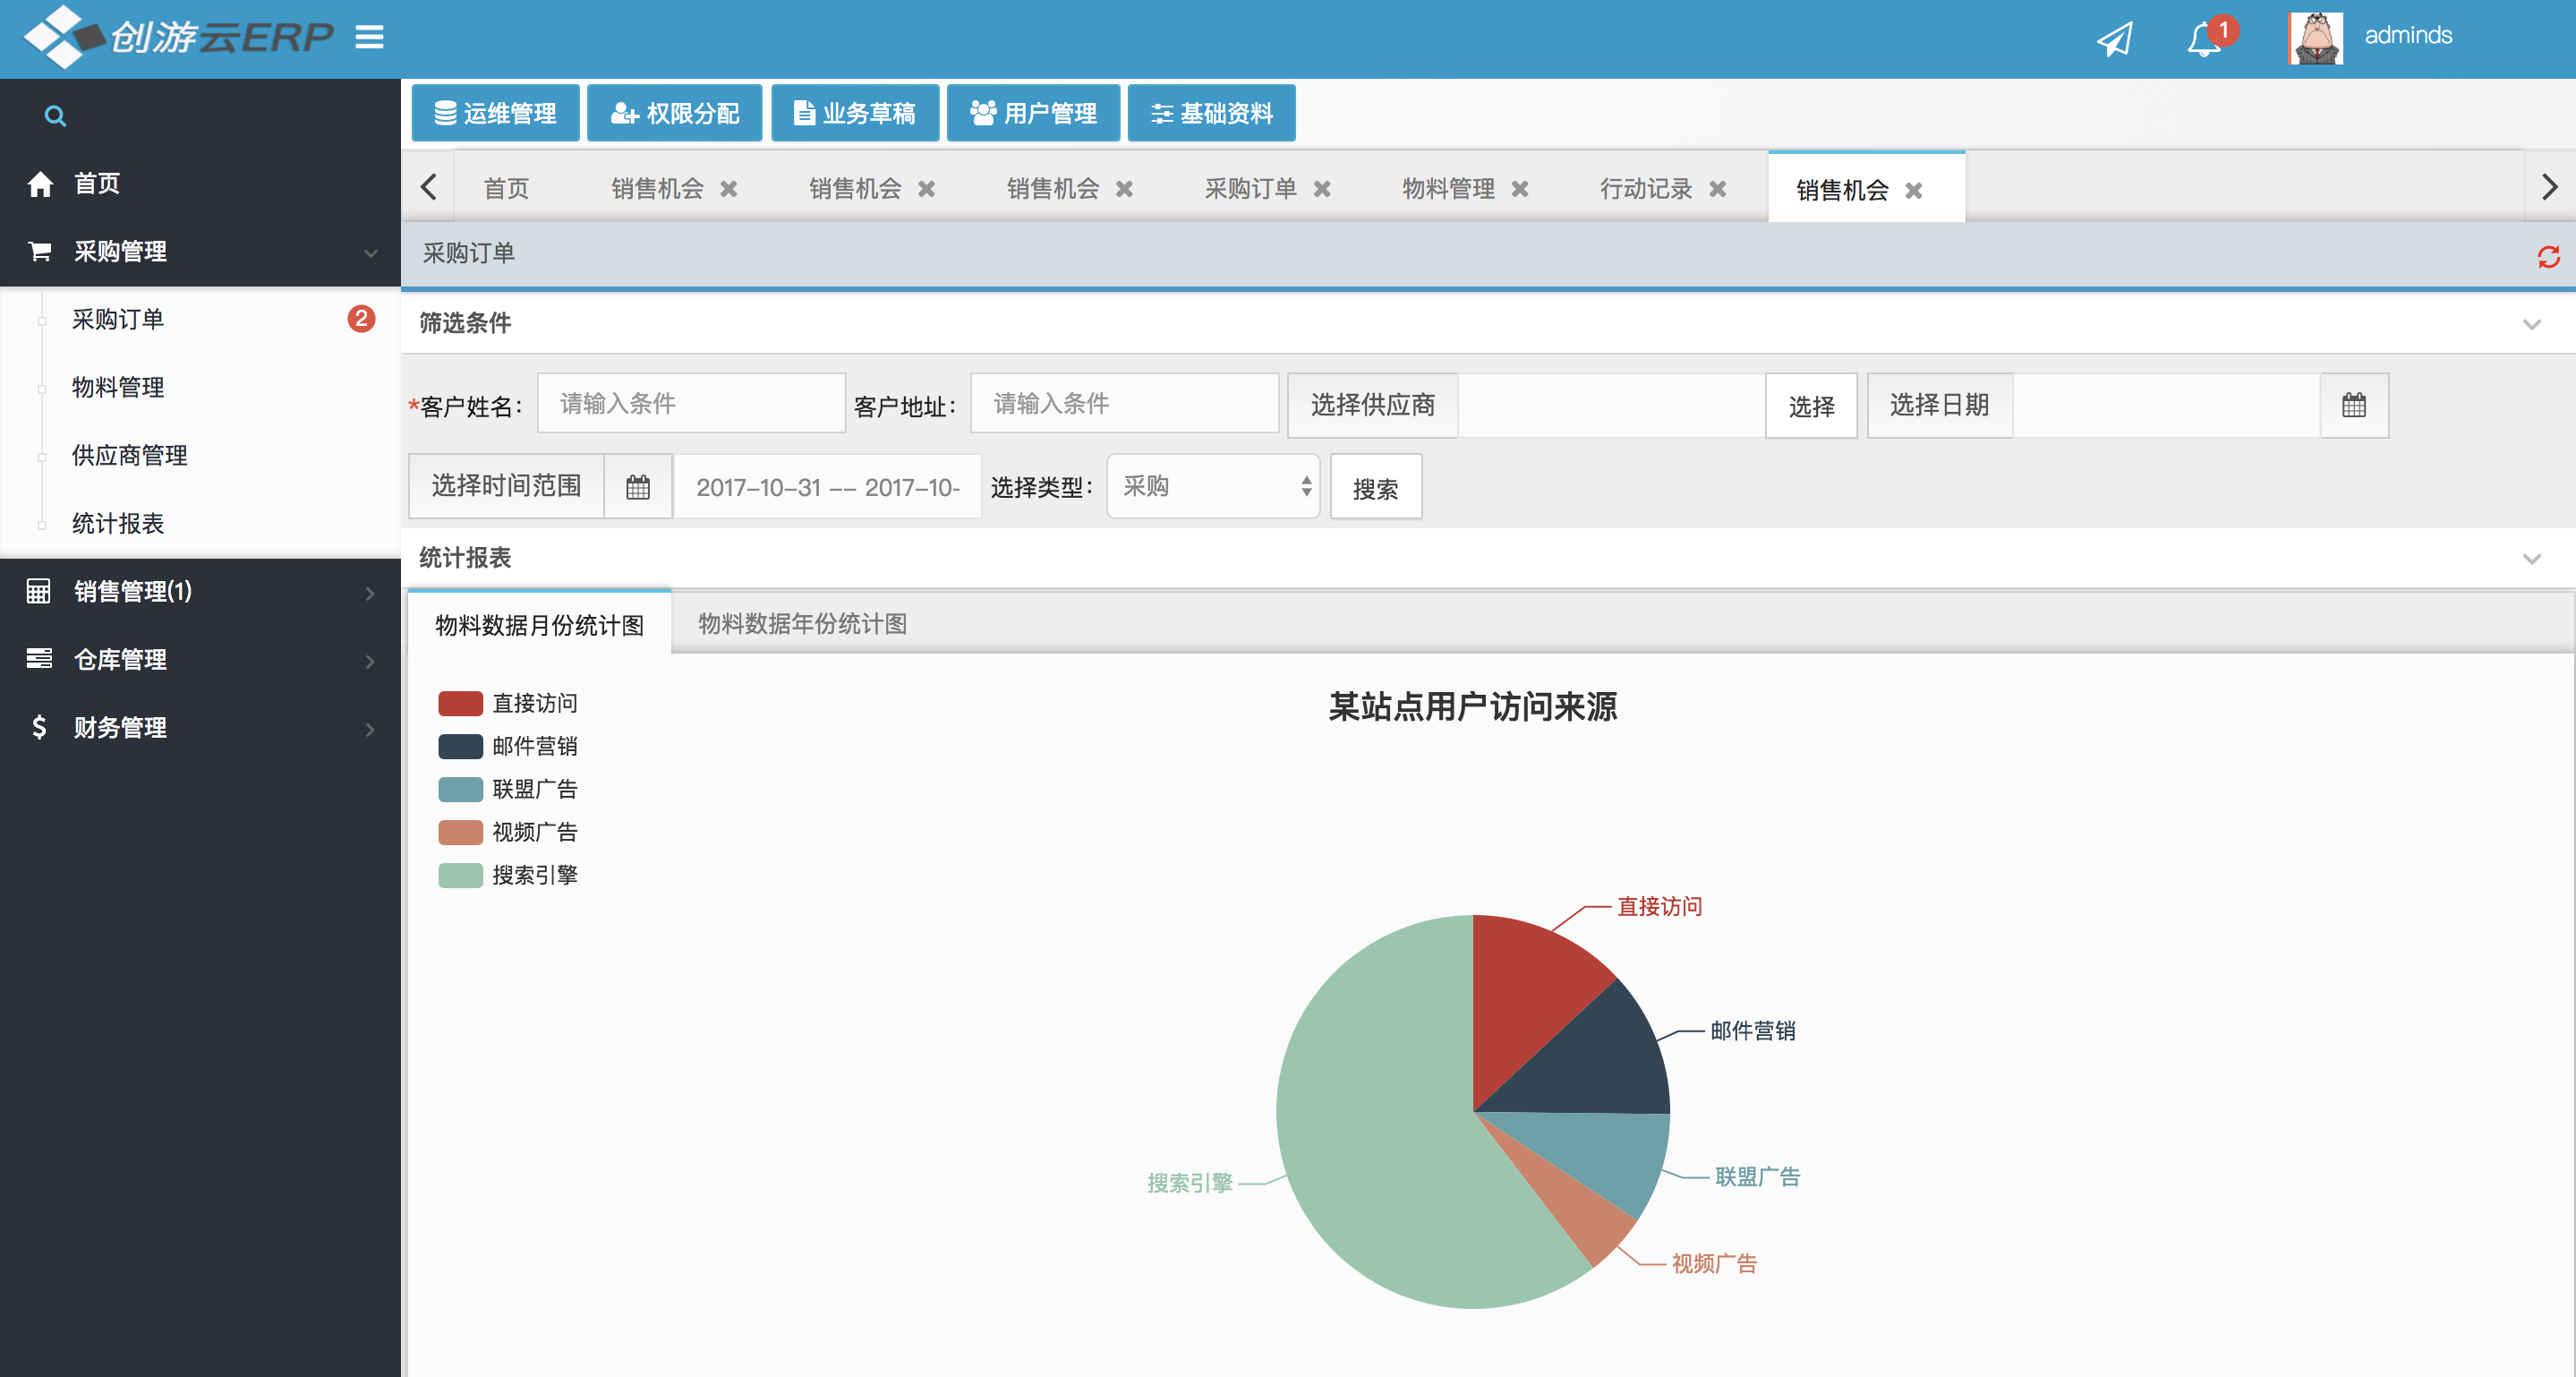 创游云ERP
1
adminds
运维管理 权限分配 业务草稿 用户管理 基础资料
首页 销售机会 销售机会 销售机会 采购订单 物料管理 行动记录 销售机会
首页
采购管理
采购订单 2
物料管理
供应商管理
统计报表
销售管理(1)
仓库管理
财务管理
采购订单
筛选条件
*客户姓名： 请输入条件 客户地址： 请输入条件 选择供应商 选择 选择日期
选择时间范围 2017-10-31 -- 2017-10- 选择类型： 采购 搜索
统计报表
物料数据月份统计图 物料数据年份统计图
某站点用户访问来源
直接访问
邮件营销
联盟广告
视频广告
搜索引擎
直接访问
邮件营销
联盟广告
搜索引擎
视频广告